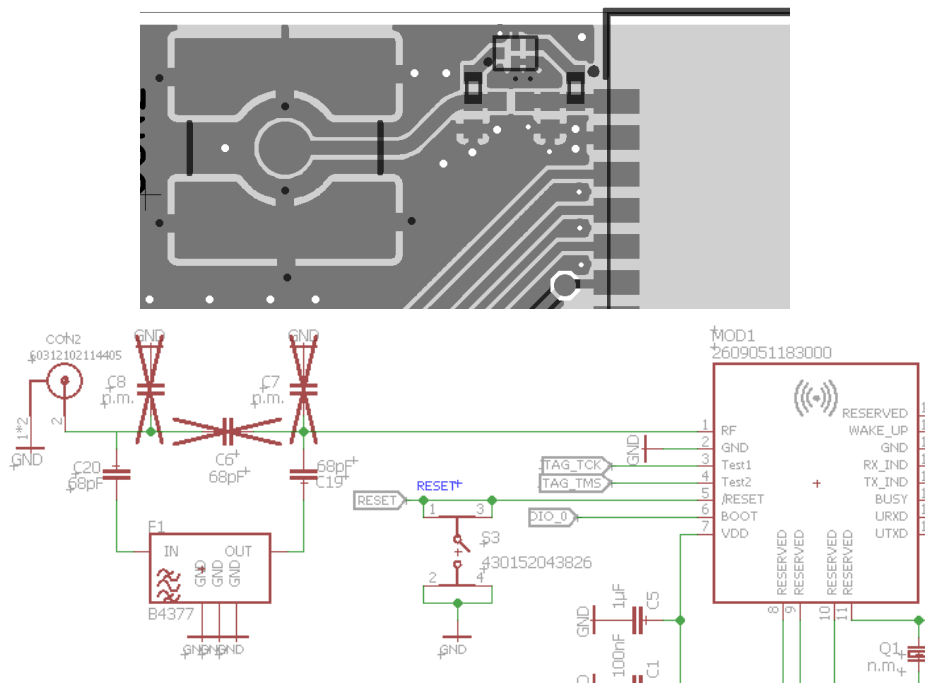 CON2
60312102114405
GND
GND
C8
n.m.
C7
n.m.
1*2
2
GND
C6
68pF
C20
68pF
68pF
C19
F1
IN
OUT
GND
GND
GND
B4377
GND
GND
GND
RESET
RESET
1
3
S3
430152043826
2
4
GND
MOD1
2609051183000
GND
TAG_TCK
TAG_TMS
DIO_0
1
2
3
4
5
6
7
RF
GND
Test1
Test2
/RESET
BOOT
VDD
RESERVED
WAKE_UP
GND
RX_IND
TX_IND
BUSY
URXD
UTXD
RESERVED
RESERVED
RESERVED
RESERVED
8
9
10
11
GND
1µF
C5
100nF
C1
Q1
n.m.